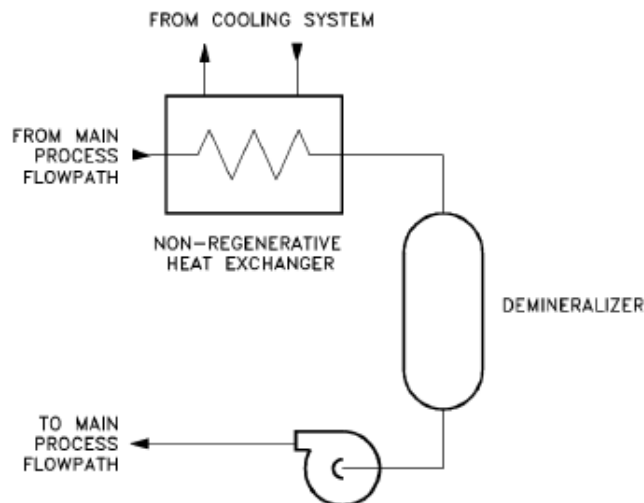 FROM COOLING SYSTEM
FROM MAIN
PROCESS
FLOWPATH
NON-REGENERATIVE
HEAT EXCHANGER
DEMINERALIZER
TO MAIN
PROCESS
FLOWPATH